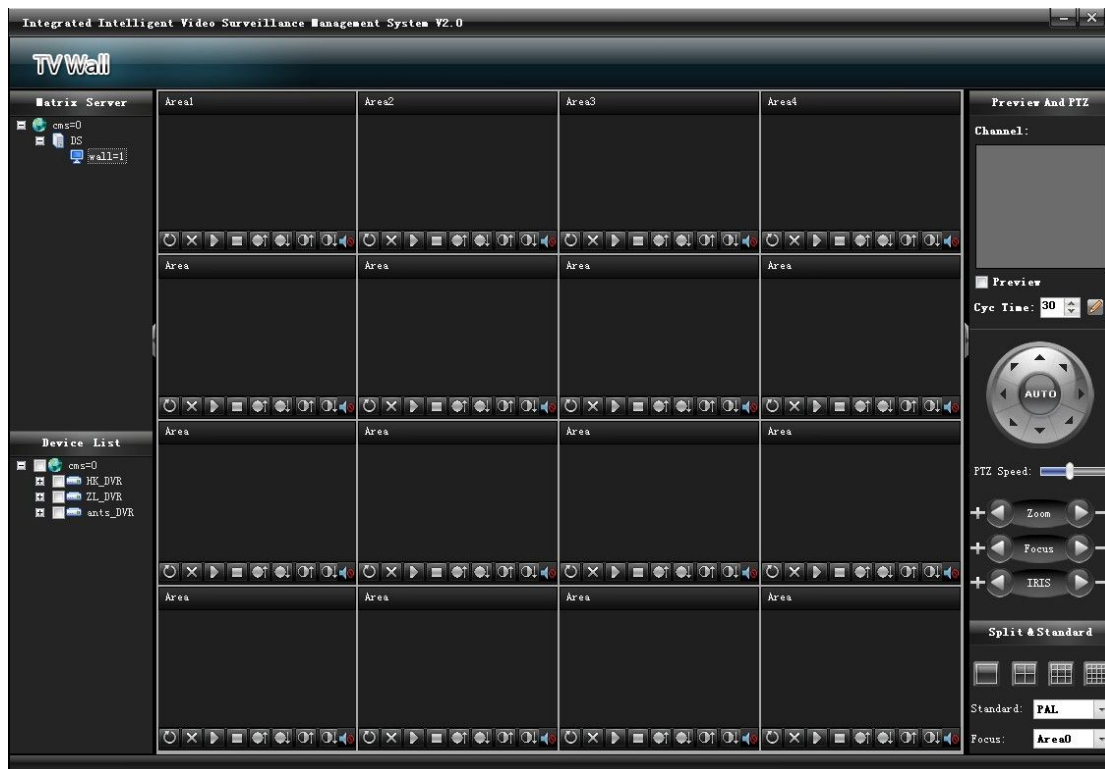 Integrated Intelligent Video Surveillance Management System V2.0
TV Wall
Matrix Server
cms=0
DS
wall=1
Device List
cms=0
HK_DVR
ZL_DVR
ants_DVR
Area1 Area2 Area3 Area4
Area Area Area Area
Area Area Area Area
Area Area Area Area
Preview And PTZ
Channel:
Preview
Cyc Time: 30
AUTO
PTZ Speed:
Zoom
Focus
IRIS
Split&Standard
Standard: PAL
Focus: Area0